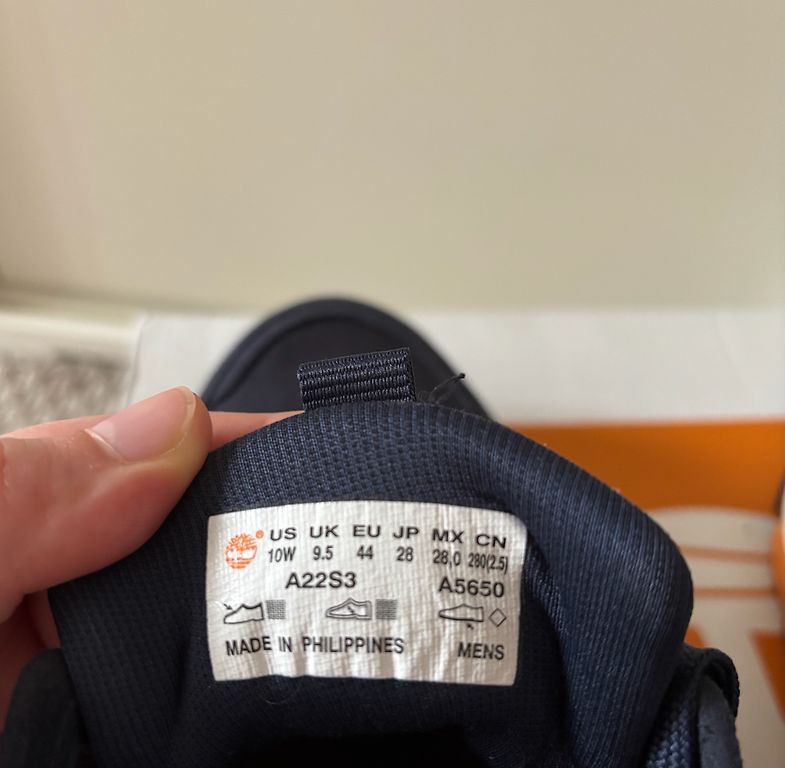 US UK EU JP MX CN
10W 9.5 44 28 28,0 280(2.5)
A22S3 A5650
MADE IN PHILIPPINES MENS